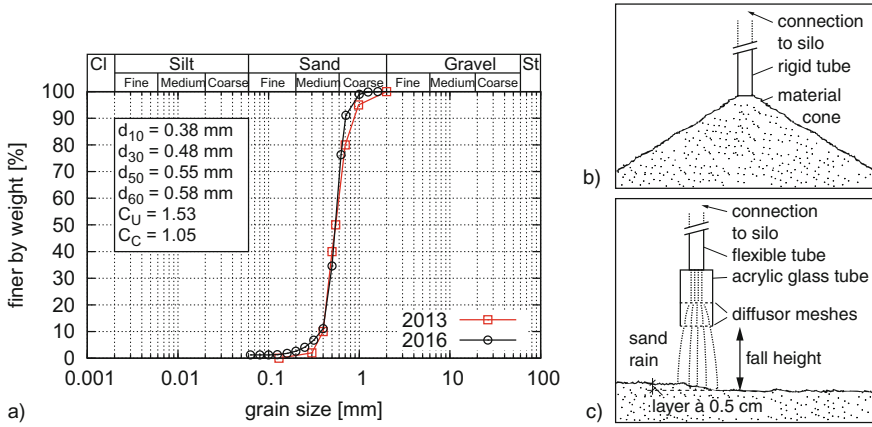 Cl Silt Sand Gravel St
Fine Medium Coarse Fine Medium Coarse Fine Medium Coarse
100
90
80
70
60
50
40
30
20
10
0
finer by weight [%]
d10 = 0.38 mm
d30 = 0.48 mm
d50 = 0.55 mm
d60 = 0.58 mm
CU = 1.53
CC = 1.05
2013
2016
0.001 0.01 0.1 1 10 100
grain size [mm]
a)
connection
to silo
rigid tube
material
cone
b)
connection
to silo
flexible tube
acrylic glass tube
diffusor meshes
sand
rain
fall height
layer à 0.5 cm
c)